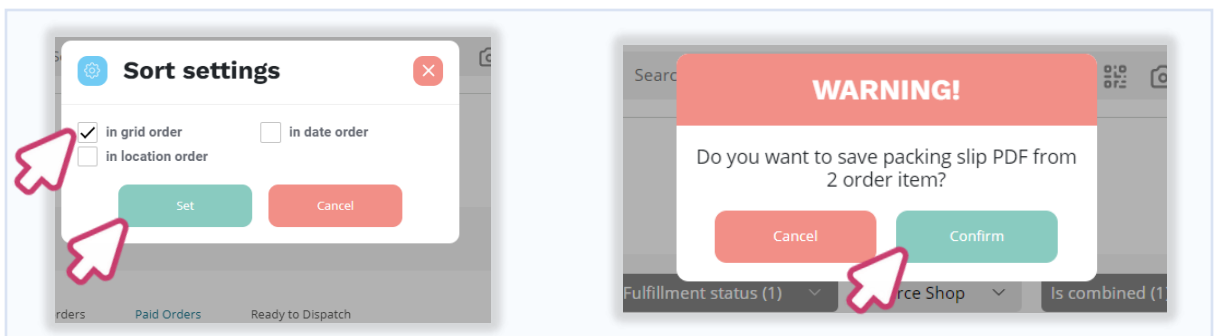 Sort settings
in grid order
in date order
in location order
Set
Cancel
Paid Orders
Ready to Dispatch
Searc
WARNING!
Do you want to save packing slip PDF from
2 order item?
Cancel
Confirm
Fulfillment status (1)
rce Shop
Is combined (1